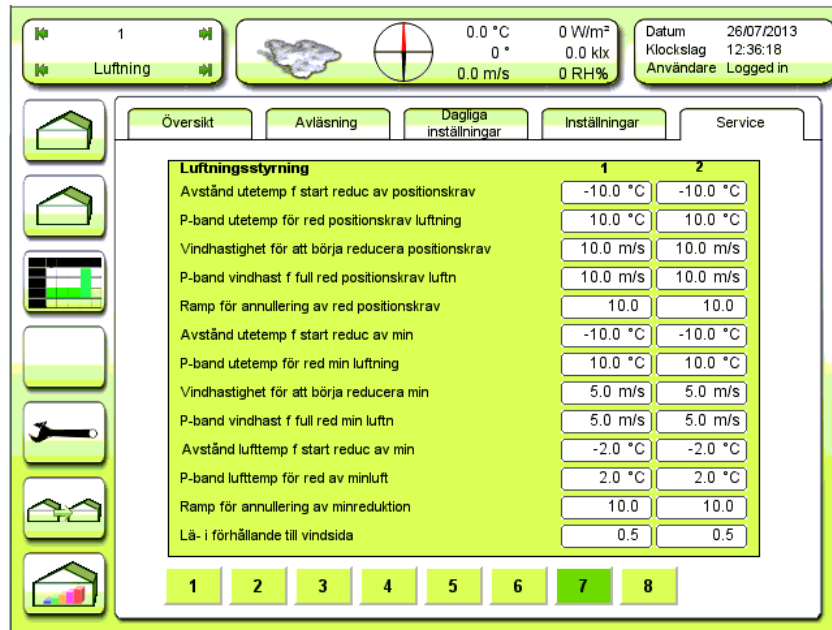 1
Luftning
0.0 °C 0 W/m²
0 ° 0.0 klx
0.0 m/s 0 RH%
Datum 26/07/2013
Klockslag 12:36:18
Användare Logged in
Översikt Avläsning Dagliga inställningar Inställningar Service
Luftningsstyrning 1 2
Avstånd utetemp f start reduc av positionskrav -10.0 °C -10.0 °C
P-band utetemp för red positionskrav luftning 10.0 °C 10.0 °C
Vindhastighet för att börja reducera positionskrav 10.0 m/s 10.0 m/s
P-band vindhast f full red positionskrav luftn 10.0 m/s 10.0 m/s
Ramp för annullering av red positionskrav 10.0 10.0
Avstånd utetemp f start reduc av min -10.0 °C -10.0 °C
P-band utetemp för red min luftning 10.0 °C 10.0 °C
Vindhastighet för att börja reducera min 5.0 m/s 5.0 m/s
P-band vindhast f full red min luftn 5.0 m/s 5.0 m/s
Avstånd lufttemp f start reduc av min -2.0 °C -2.0 °C
P-band lufttemp för red av minluft 2.0 °C 2.0 °C
Ramp för annullering av minreduktion 10.0 10.0
Lä- i förhållande till vindsida 0.5 0.5
1 2 3 4 5 6 7 8